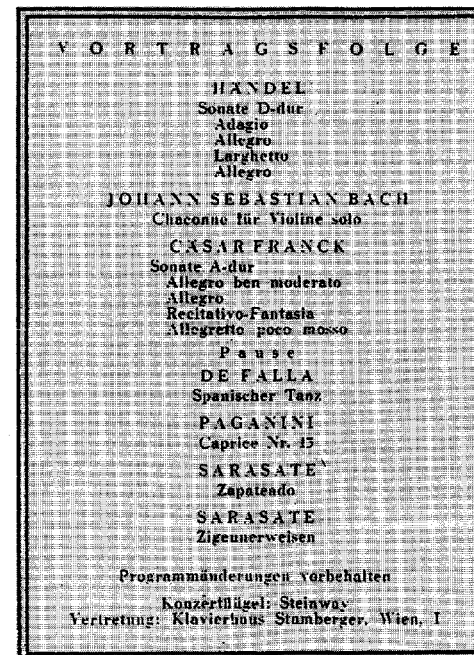 VORTRAGSFOLGE
HÄNDEL
Sonate D-dur
Adagio
Allegro
Larghetto
Allegro
JOHANN SEBASTIAN BACH
Chaconne für Violine solo
CÄSAR FRANCK
Sonate A-dur
Allegro ben moderato
Allegro
Recitativo-Fantasia
Allegretto poco mosso
Pause
DE FALLA
Spanischer Tanz
PAGANINI
Caprice Nr. 13
SARASATE
Zapateado
SARASATE
Zigeunerweisen
Programmänderungen vorbehalten
Konzertflügel: Steinway
Vertretung: Klavierhaus Stamberger, Wien, I